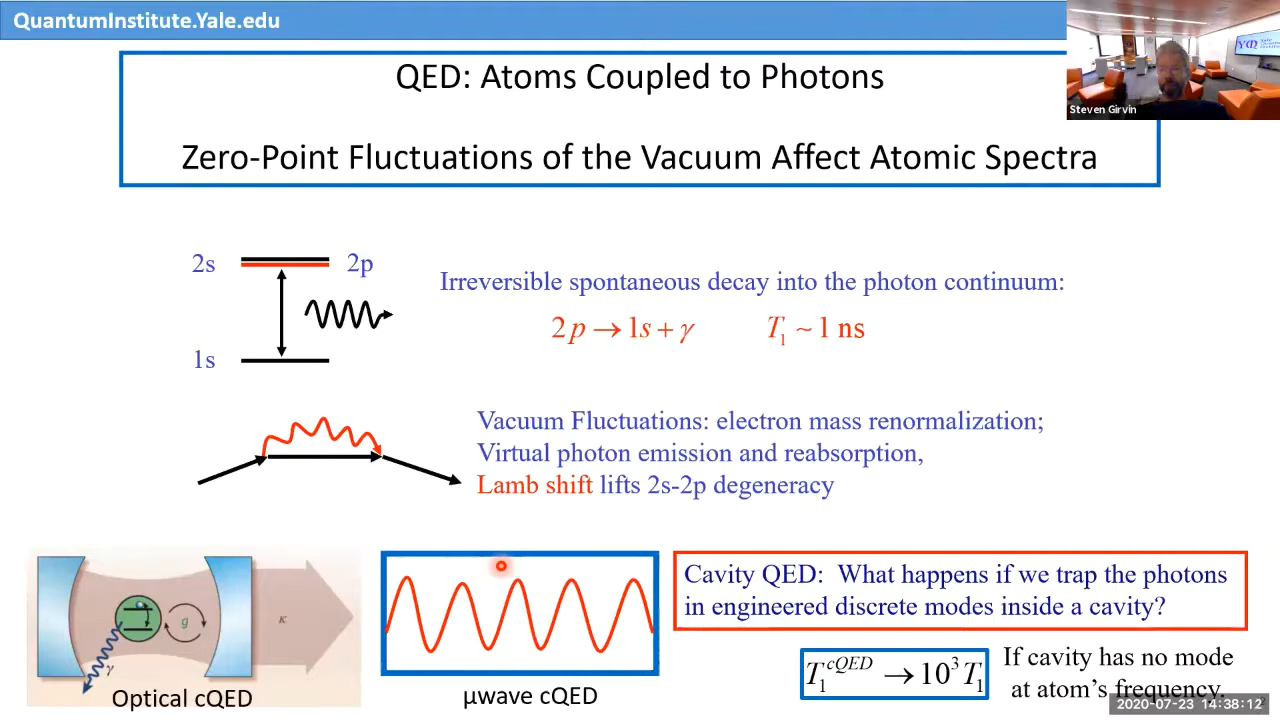 QuantumInstitute.Yale.edu
Steven Girvin
QED: Atoms Coupled to Photons
Zero-Point Fluctuations of the Vacuum Affect Atomic Spectra
2s
2p
1s
Irreversible spontaneous decay into the photon continuum:
2p → 1s + γ T₁ ~ 1 ns
Vacuum Fluctuations: electron mass renormalization;
Virtual photon emission and reabsorption,
Lamb shift lifts 2s-2p degeneracy
g
κ
γ
Optical cQED
μwave cQED
Cavity QED: What happens if we trap the photons
in engineered discrete modes inside a cavity?
T₁^cQED → 10³T₁
If cavity has no mode
at atom's frequency.
2020-07-23 14:38:12